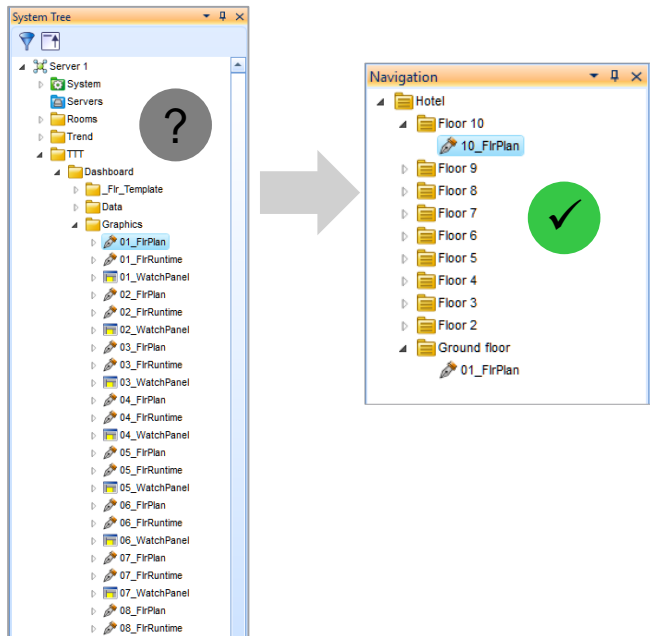 System Tree
Server 1
System
Servers
Rooms
Trend
TTT
Dashboard
_Flr_Template
Data
Graphics
01_FlrPlan
01_FlrRuntime
01_WatchPanel
02_FlrPlan
02_FlrRuntime
02_WatchPanel
03_FlrPlan
03_FlrRuntime
03_WatchPanel
04_FlrPlan
04_FlrRuntime
04_WatchPanel
05_FlrPlan
05_FlrRuntime
05_WatchPanel
06_FlrPlan
06_FlrRuntime
06_WatchPanel
07_FlrPlan
07_FlrRuntime
07_WatchPanel
08_FlrPlan
08_FlrRuntime
?
Navigation
Hotel
Floor 10
10_FlrPlan
Floor 9
Floor 8
Floor 7
Floor 6
Floor 5
Floor 4
Floor 3
Floor 2
Ground floor
01_FlrPlan